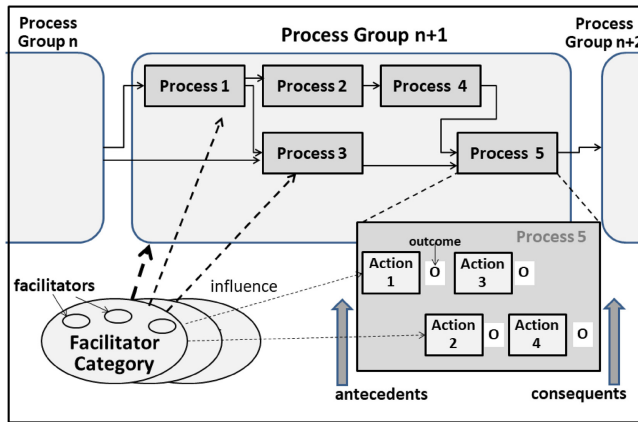 Process
Group n
Process Group n+1
Process
Group n+2
Process 1
Process 2
Process 4
Process 3
Process 5
Process 5
outcome
Action
1
O
Action
3
O
Action
2
O
Action
4
O
facilitators
influence
Facilitator
Category
antecedents
consequents